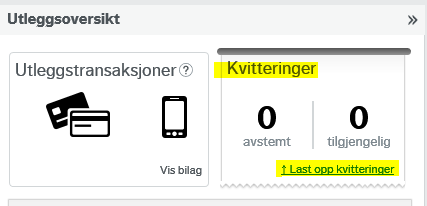 Utleggsoversikt »
Utleggstransaksjoner ?
Vis bilag
Kvitteringer
0 0
avstemt tilgjengelig
↑ Last opp kvitteringer